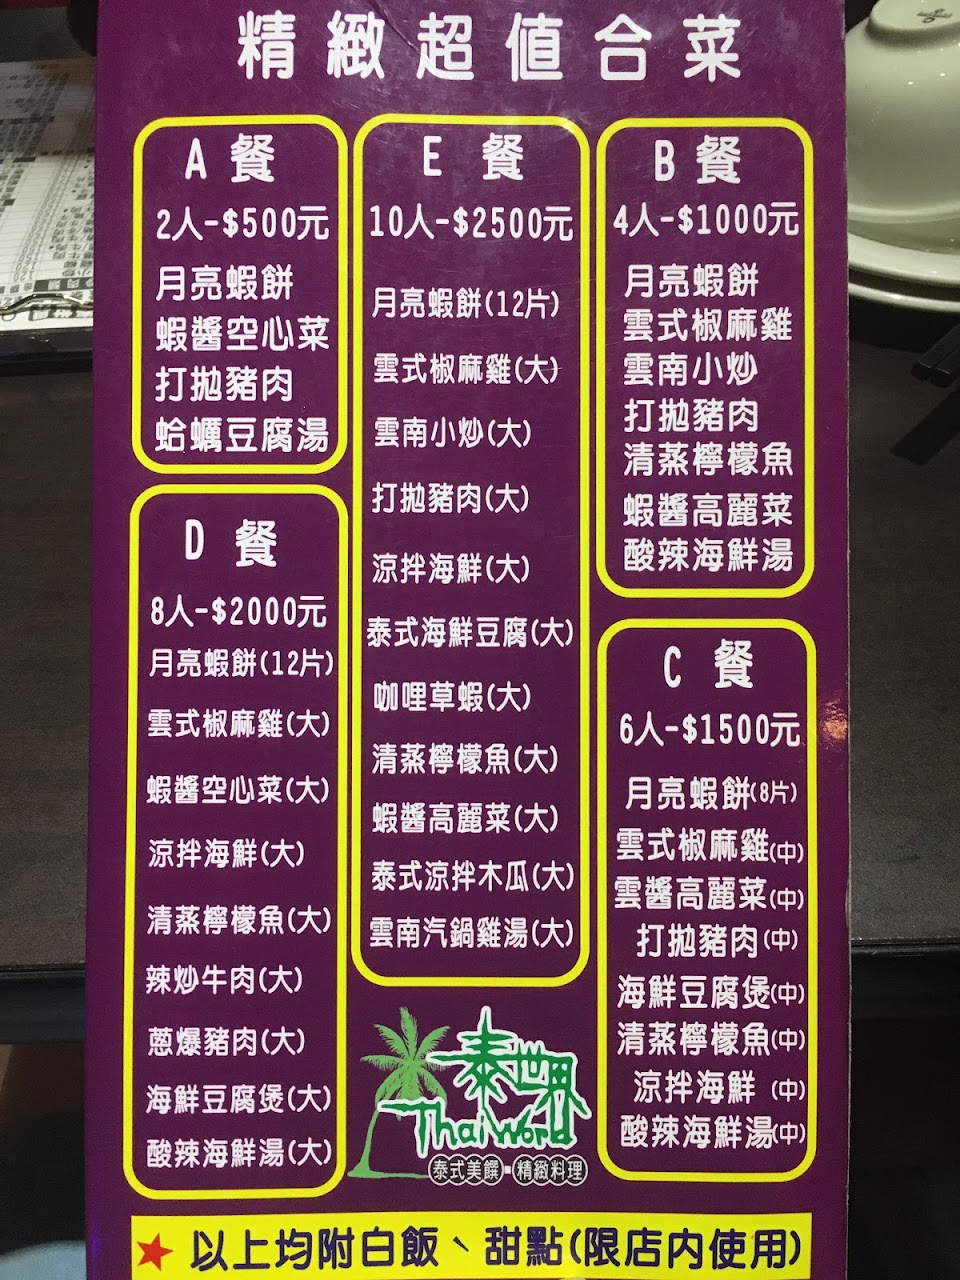 精緻超值合菜
A 餐
2人-$500元
月亮蝦餅
蝦醬空心菜
打拋豬肉
蛤蠣豆腐湯
D 餐
8人-$2000元
月亮蝦餅(12片)
雲式椒麻雞(大)
蝦醬空心菜(大)
涼拌海鮮(大)
清蒸檸檬魚(大)
辣炒牛肉(大)
蔥爆豬肉(大)
海鮮豆腐煲(大)
酸辣海鮮湯(大)
E 餐
10人-$2500元
月亮蝦餅(12片)
雲式椒麻雞(大)
雲南小炒(大)
打拋豬肉(大)
涼拌海鮮(大)
泰式海鮮豆腐(大)
咖哩草蝦(大)
清蒸檸檬魚(大)
蝦醬高麗菜(大)
泰式涼拌木瓜(大)
雲南汽鍋雞湯(大)
泰世界
Thai World
泰式美饌-精緻料理
B 餐
4人-$1000元
月亮蝦餅
雲式椒麻雞
雲南小炒
打拋豬肉
清蒸檸檬魚
蝦醬高麗菜
酸辣海鮮湯
C 餐
6人-$1500元
月亮蝦餅(8片)
雲式椒麻雞(中)
雲醬高麗菜(中)
打拋豬肉(中)
海鮮豆腐煲(中)
清蒸檸檬魚(中)
涼拌海鮮 (中)
酸辣海鮮湯(中)
★ 以上均附白飯、甜點(限店內使用)